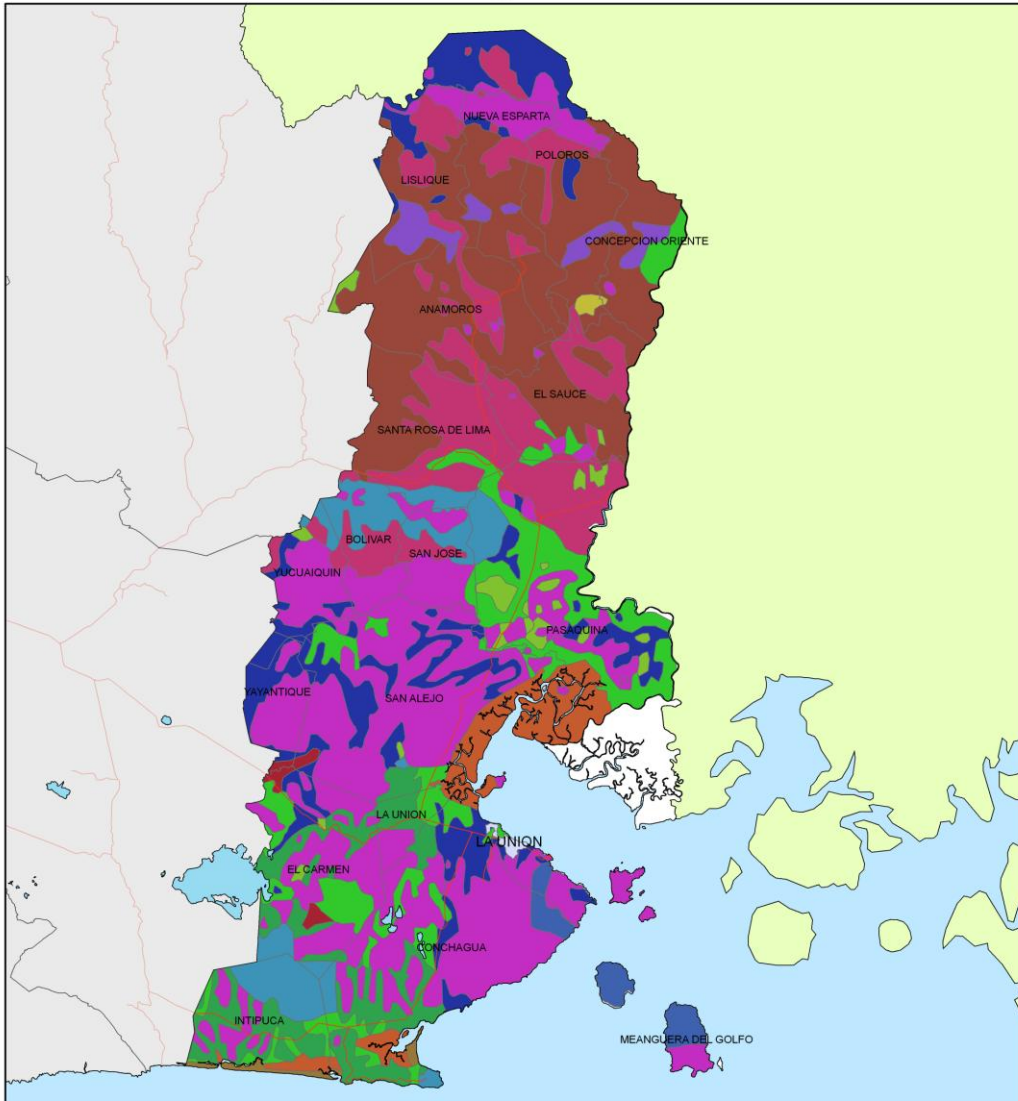 NUEVA ESPARTA
POLOROS
LISLIQUE
CONCEPCION ORIENTE
ANAMOROS
EL SAUCE
SANTA ROSA DE LIMA
BOLIVAR
SAN JOSE
YUCUAIQUIN
PASAQUINA
YAYANTIQUE
SAN ALEJO
LA UNION
LA UNION
EL CARMEN
CONCHAGUA
INTIPUCA
MEANGUERA DEL GOLFO